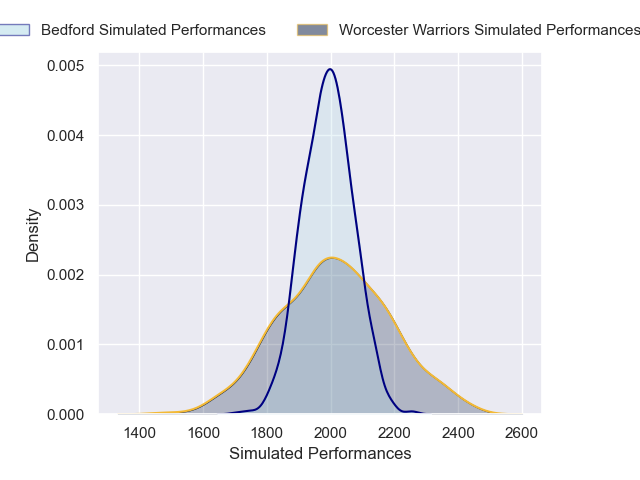 Bedford Simulated Performances Worcester Warriors Simulated Performances
0.005
0.004
0.003
0.002
0.001
0.000
Density
1400 1600 1800 2000 2200 2400 2600
Simulated Performances